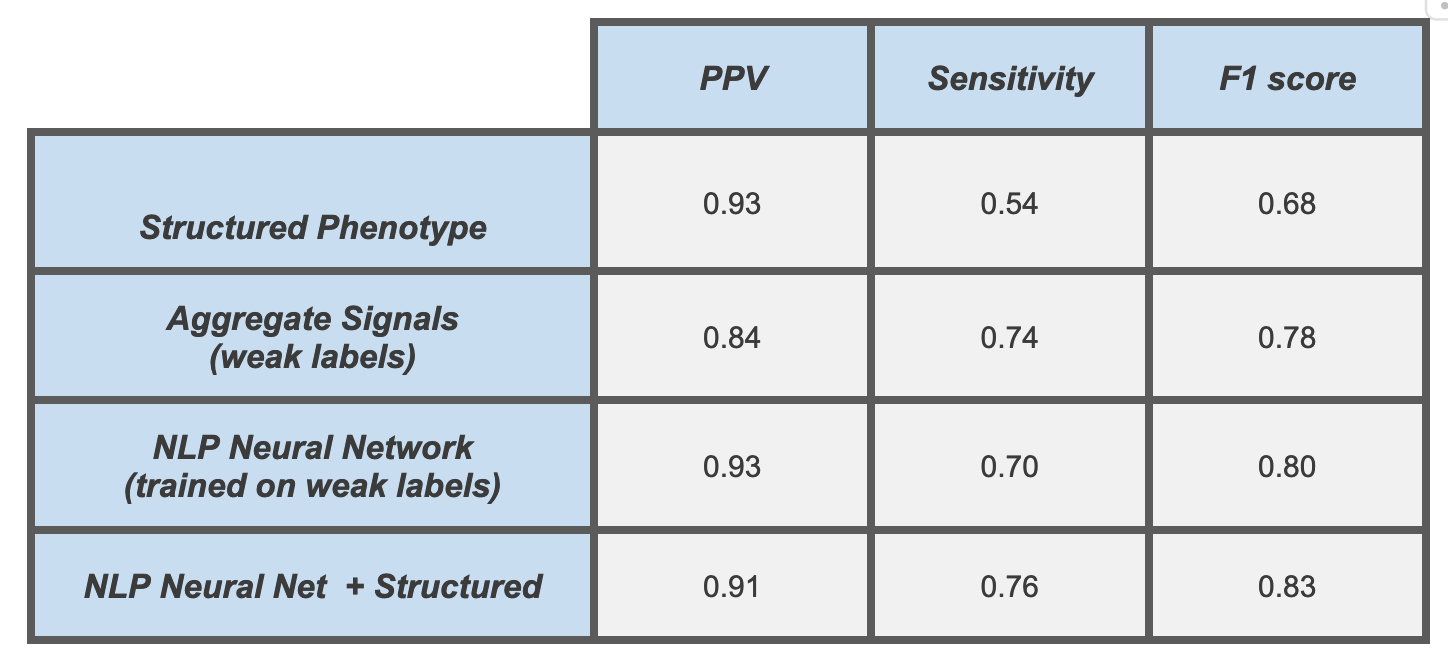 PPV Sensitivity F1 score
Structured Phenotype 0.93 0.54 0.68
Aggregate Signals
(weak labels) 0.84 0.74 0.78
NLP Neural Network
(trained on weak labels) 0.93 0.70 0.80
NLP Neural Net + Structured 0.91 0.76 0.83